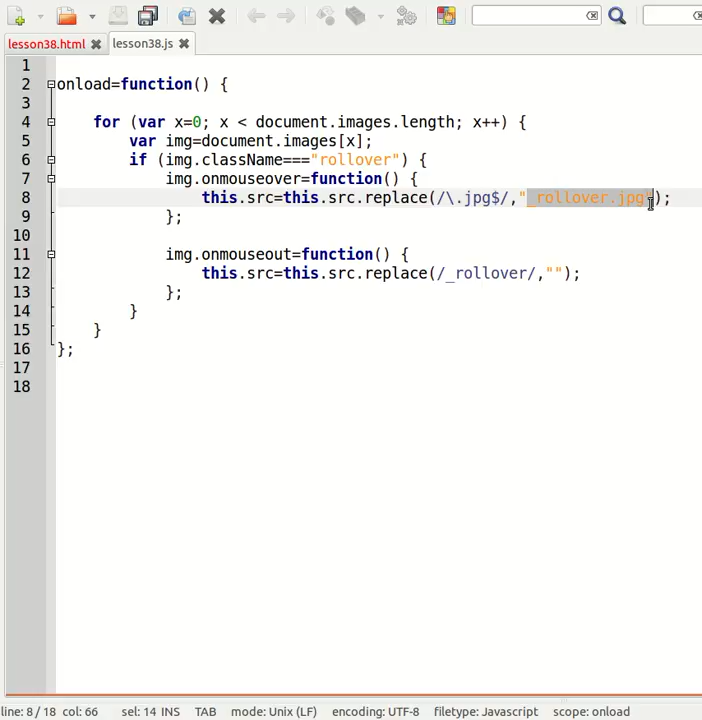 lesson38.html lesson38.js
1
2 onload=function() {
3
4 for (var x=0; x < document.images.length; x++) {
5 var img=document.images[x];
6 if (img.className==="rollover") {
7 img.onmouseover=function() {
8 this.src=this.src.replace(/\.jpg$/,"_rollover.jpg");
9 };
10
11 img.onmouseout=function() {
12 this.src=this.src.replace(/_rollover/,"");
13 };
14 }
15 }
16 };
17
18
line: 8 / 18 col: 66 sel: 14 INS TAB mode: Unix (LF) encoding: UTF-8 filetype: Javascript scope: onload